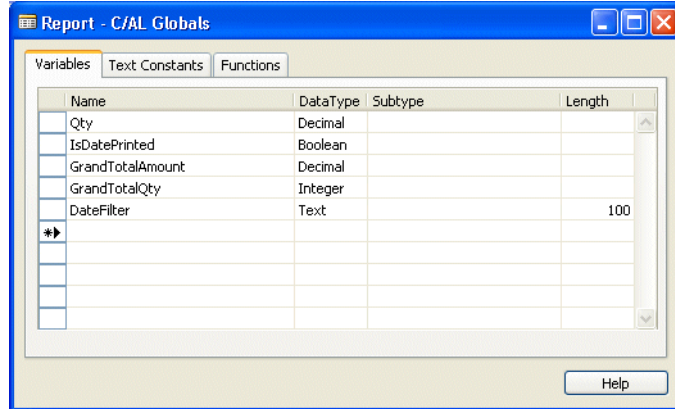 Report - C/AL Globals
Variables Text Constants Functions
Name DataType Subtype Length
Qty Decimal
IsDatePrinted Boolean
GrandTotalAmount Decimal
GrandTotalQty Integer
DateFilter Text 100
Help